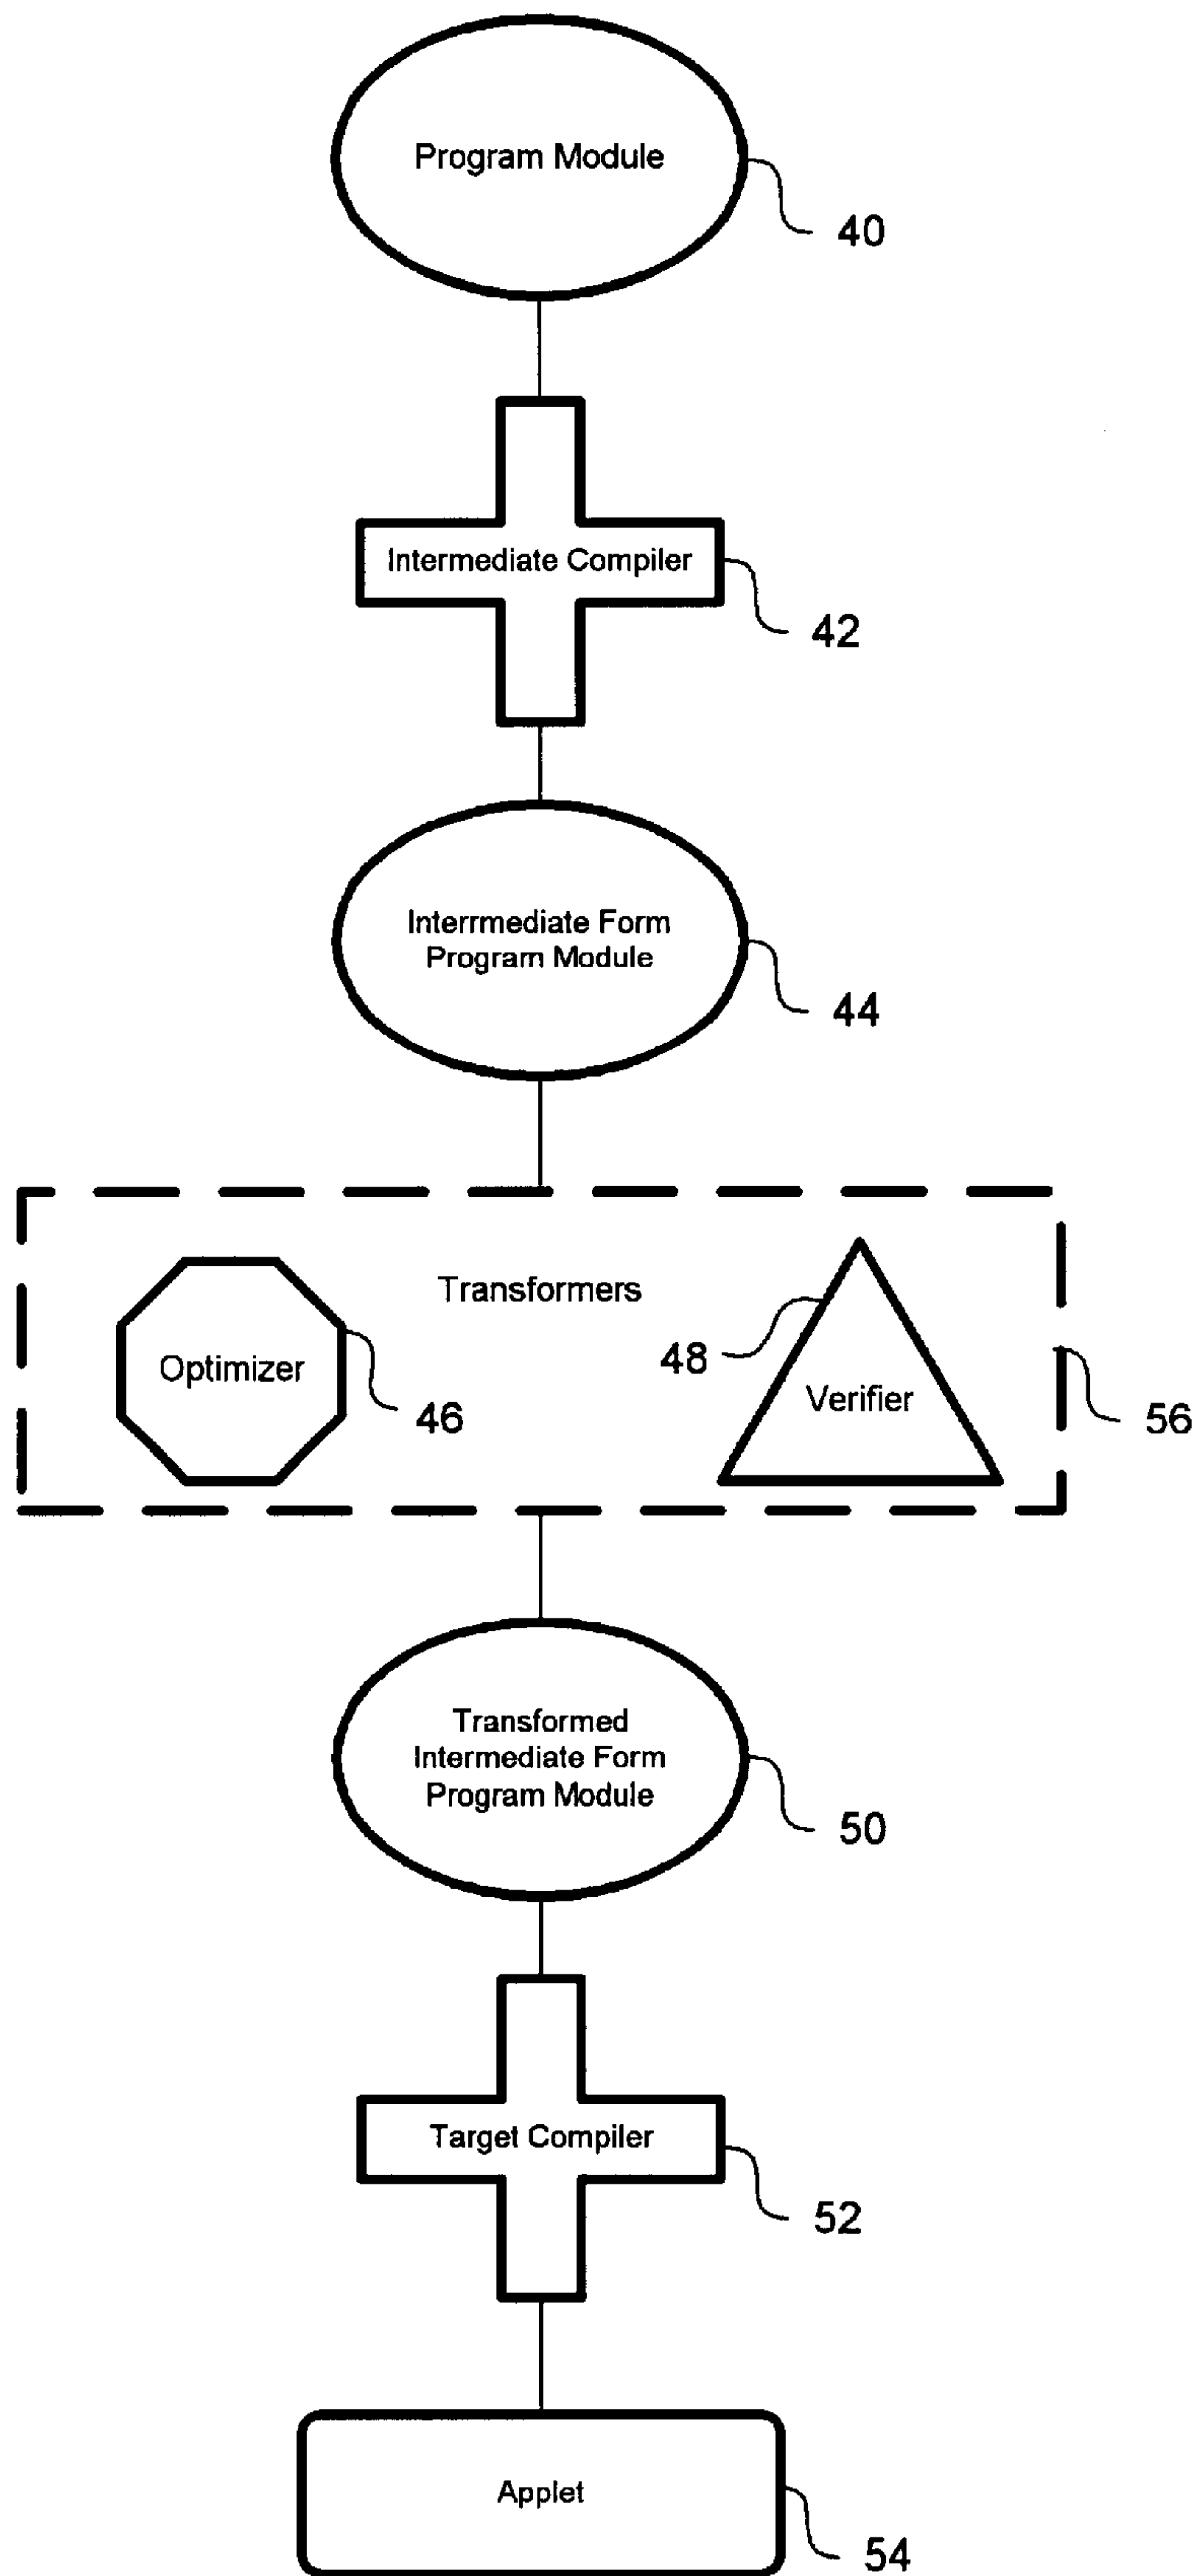 Program Module
40
Intermediate Compiler
42
Interrmediate Form
Program Module
44
Transformers
Optimizer
46
48
Verifier
56
Transformed
Intermediate Form
Program Module
50
Target Compiler
52
Applet
54